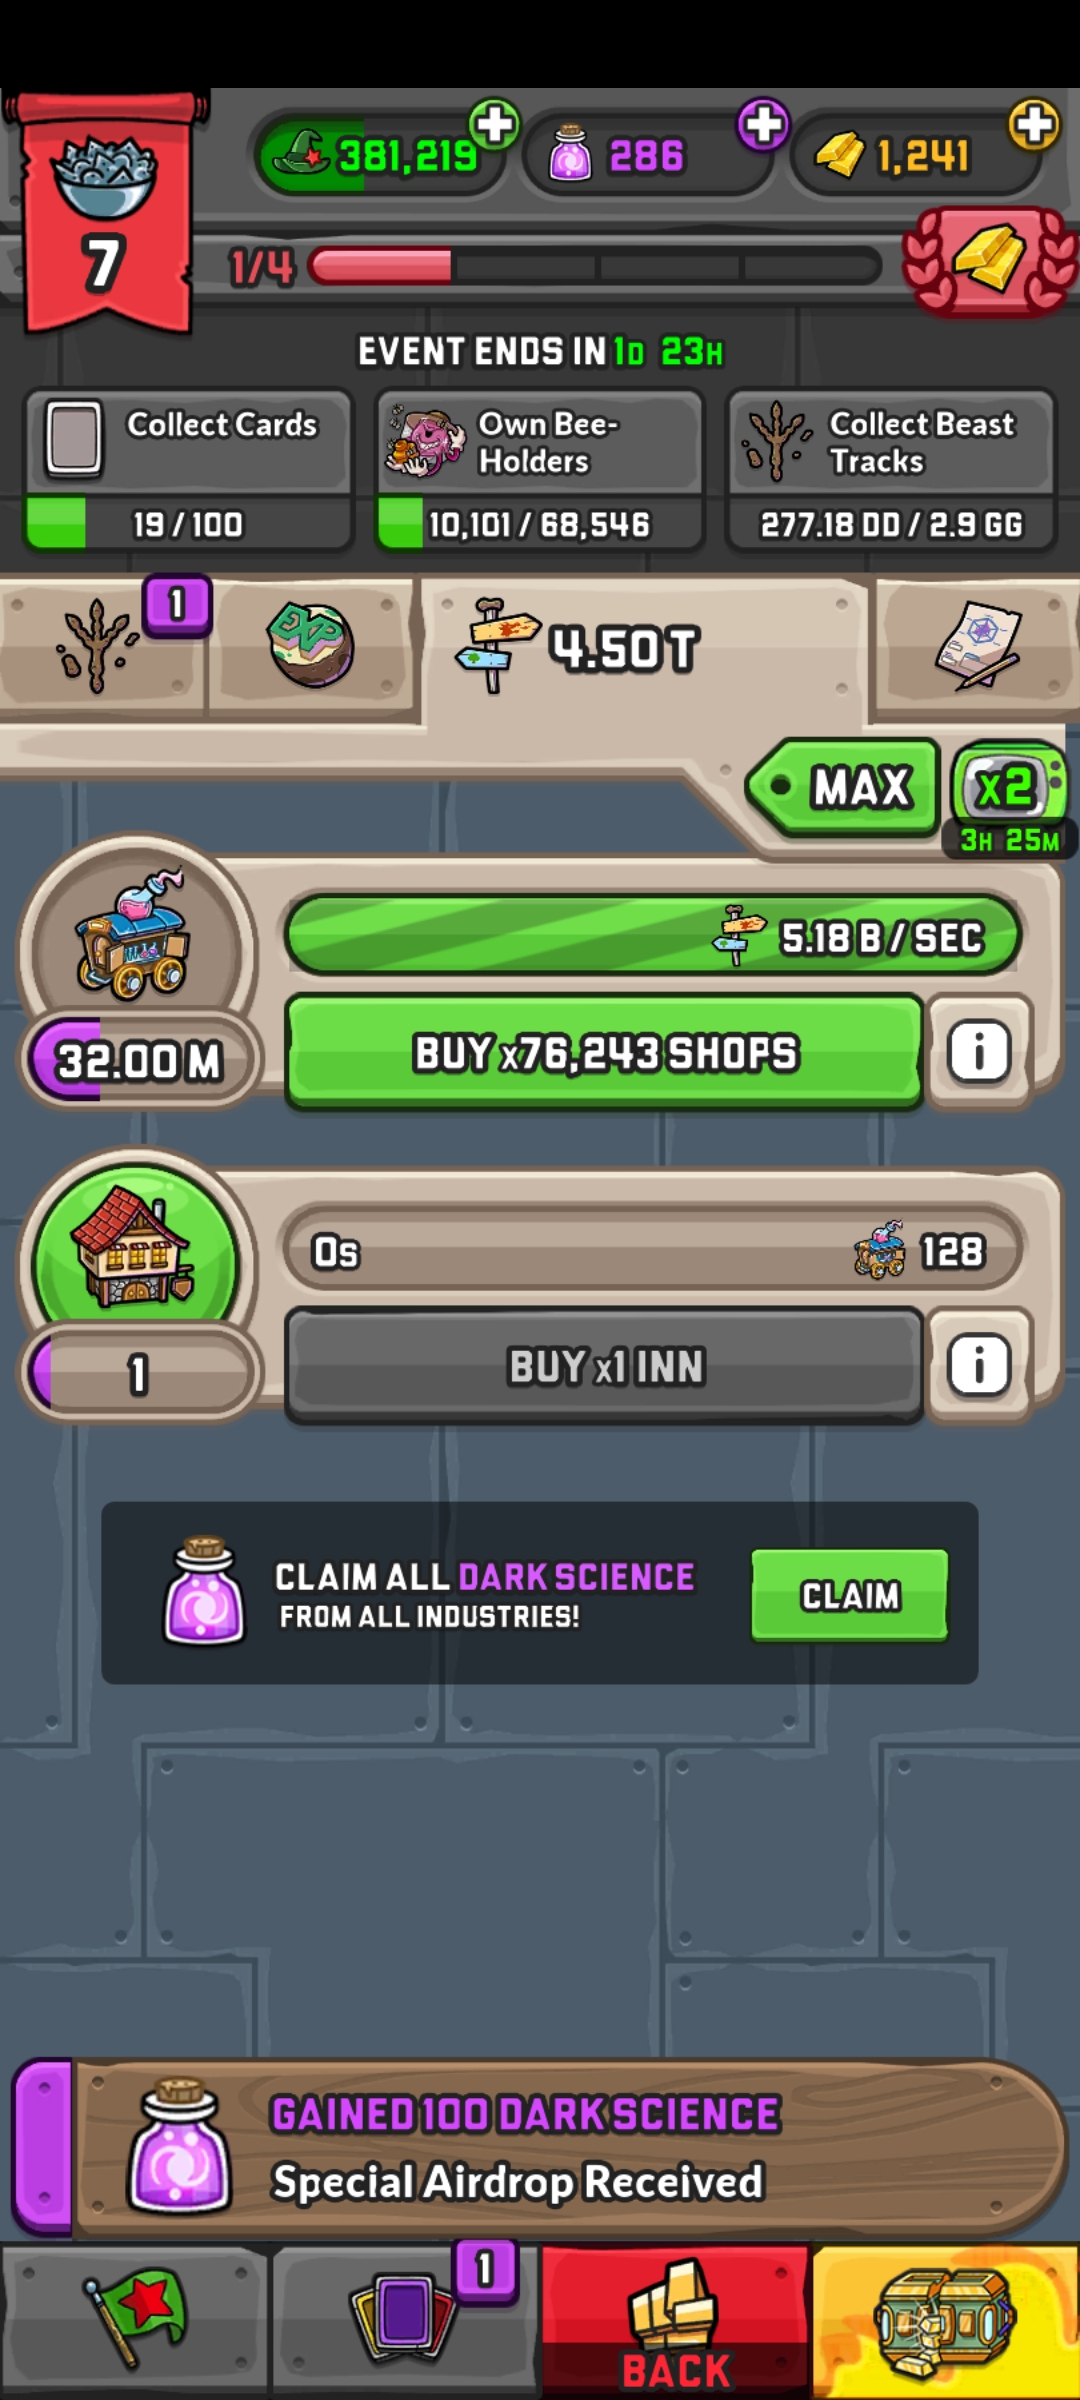 381,219
286
1,241
7
1/4
EVENT ENDS IN 1D 23H
Collect Cards
19 / 100
Own Bee-
Holders
10,101 / 68,546
Collect Beast
Tracks
277.18 DD / 2.9 GG
1
EXP
4.50 T
MAX
x2
3H 25M
5.18 B / SEC
32.00 M
BUY x76,243 SHOPS
i
0s
128
1
BUY x1 INN
i
CLAIM ALL DARK SCIENCE
FROM ALL INDUSTRIES!
CLAIM
GAINED 100 DARK SCIENCE
Special Airdrop Received
1
BACK